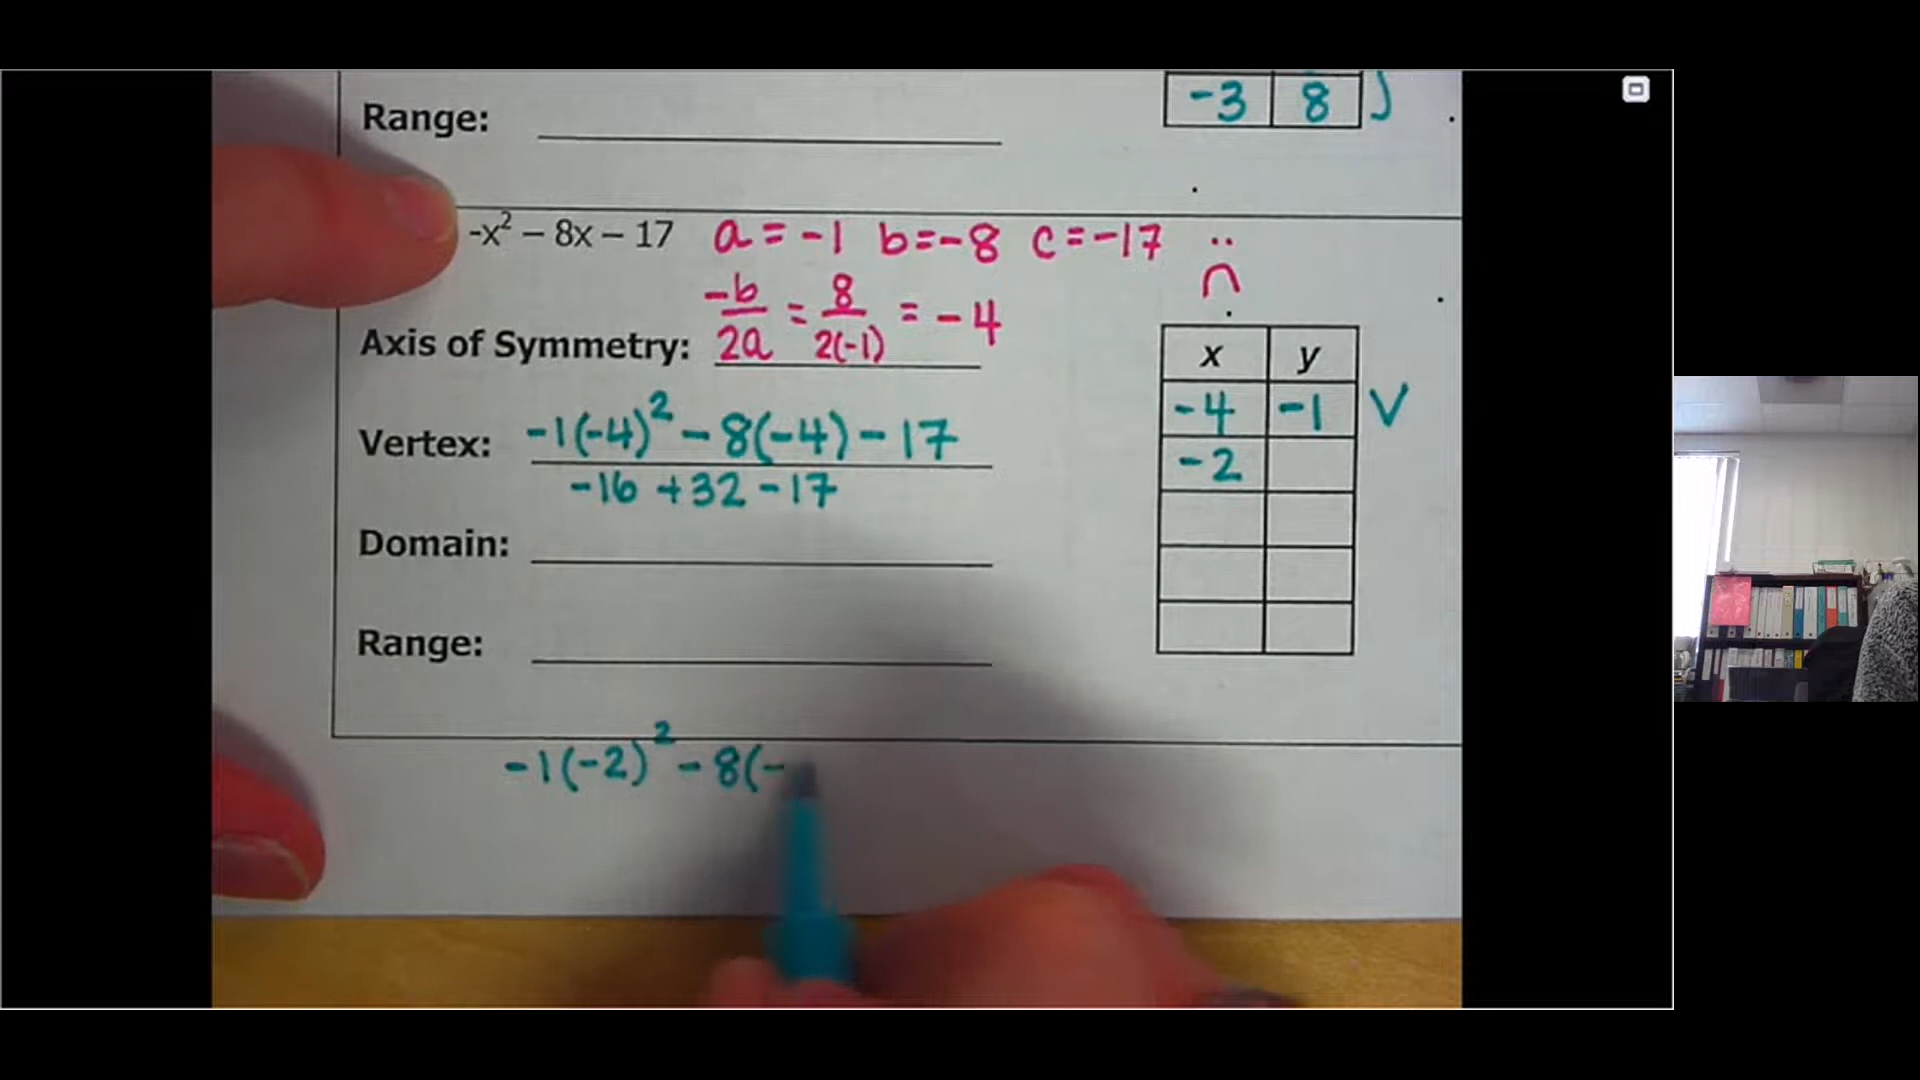 Range:
-3 8
-x² – 8x – 17 a = -1 b = -8 c = -17
-b/2a = 8/2(-1) = -4
Axis of Symmetry:
x y
-4 -1 V
Vertex: -1(-4)² - 8(-4) - 17
-2
-16 + 32 - 17
Domain:
Range:
-1(-2)² - 8(-